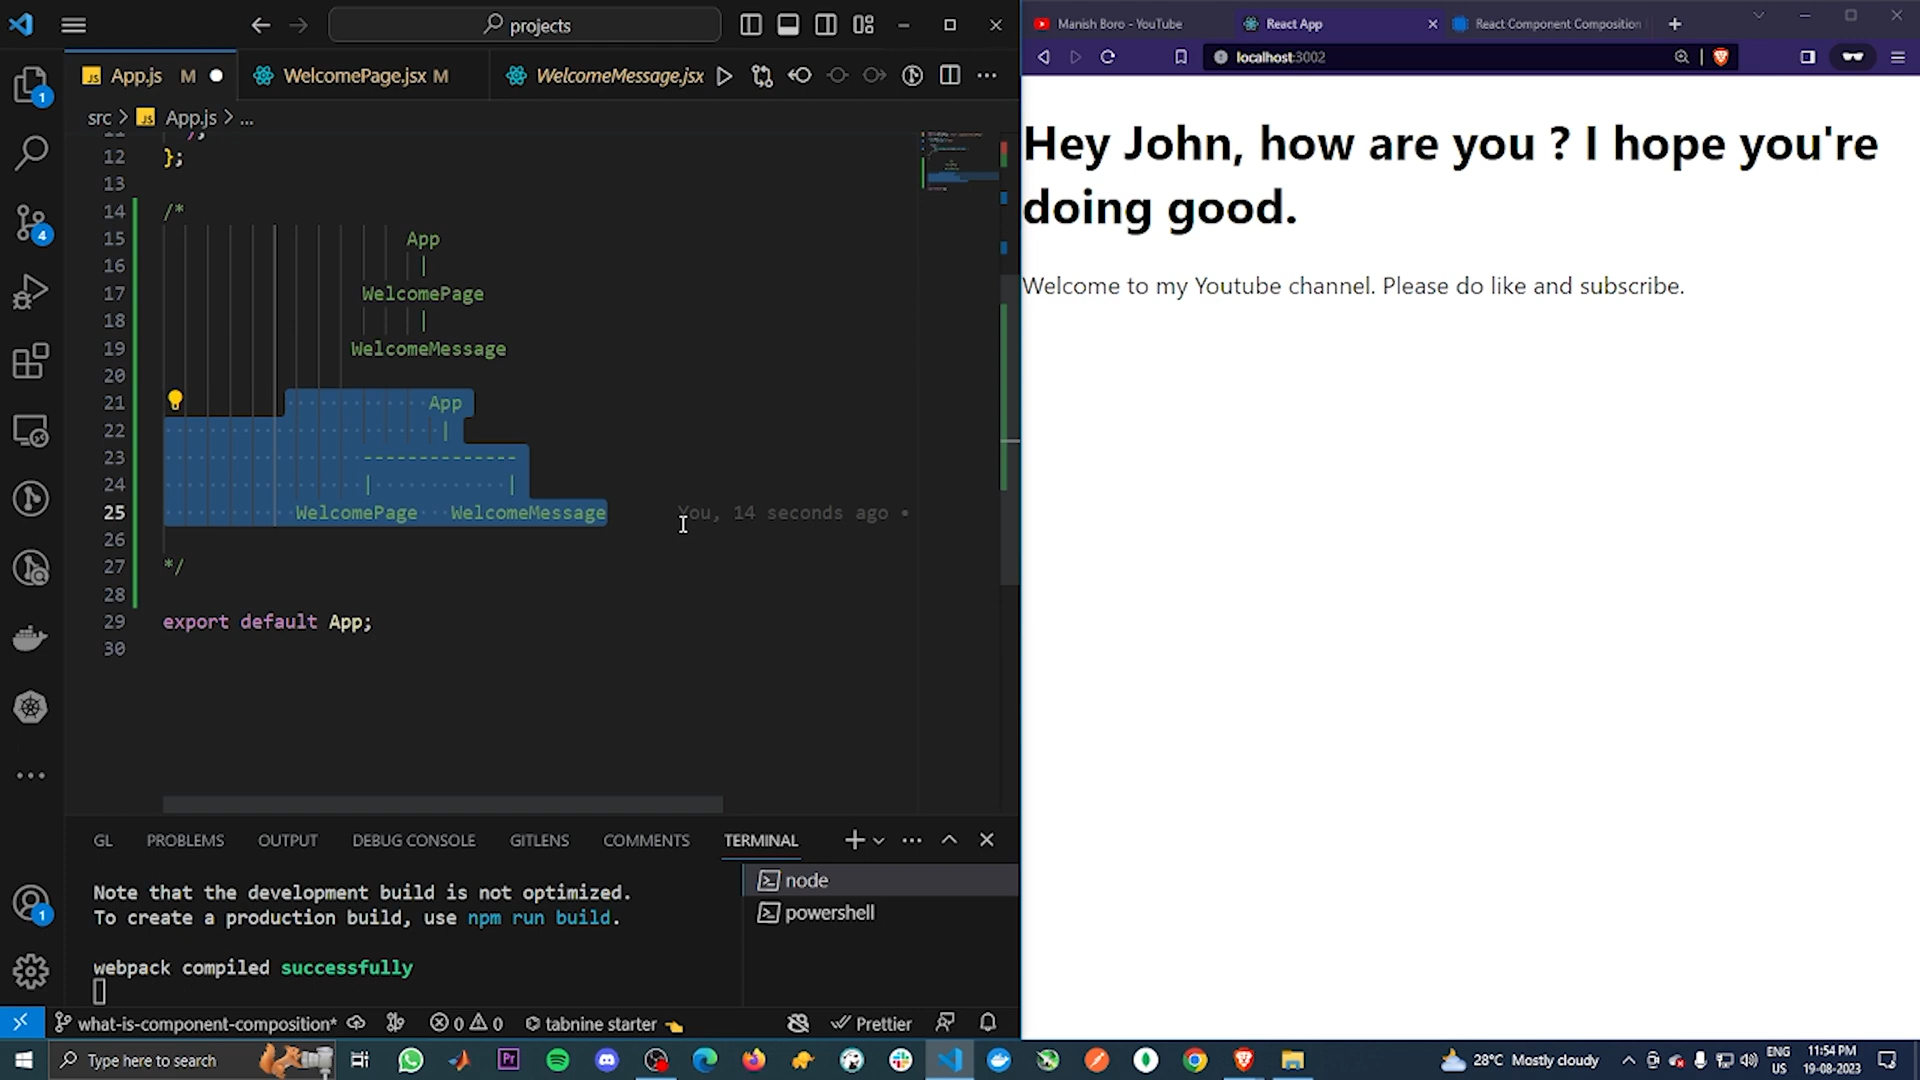 projects
Manish Boro - YouTube
React App
React Component Composition
App.js M
WelcomePage.jsx M
WelcomeMessage.jsx
localhost:3002
src > App.js > ...
12 };
13
14 /*
15 App
16 |
17 WelcomePage
18 |
19 WelcomeMessage
20
21 App
22 |
23 --------------
24 | |
25 WelcomePage WelcomeMessage You, 14 seconds ago •
26
27 */
28
29 export default App;
30
Hey John, how are you ? I hope you're
doing good.
Welcome to my Youtube channel. Please do like and subscribe.
GL PROBLEMS OUTPUT DEBUG CONSOLE GITLENS COMMENTS TERMINAL
Note that the development build is not optimized.
To create a production build, use npm run build.
webpack compiled successfully
node
powershell
what-is-component-composition* 0 0 tabnine starter Prettier
Type here to search
28°C Mostly cloudy
ENG
US
11:54 PM
19-08-2023